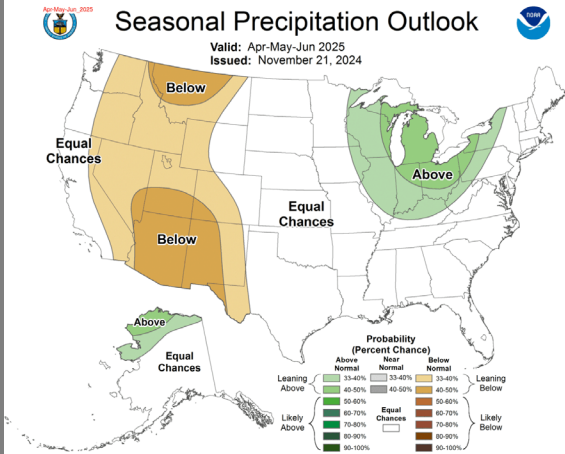 Apr-May-Jun_2025
Seasonal Precipitation Outlook
NOAA
Valid: Apr-May-Jun 2025
Issued: November 21, 2024
Below
Equal
Chances
Above
Equal
Chances
Below
Above
Equal
Chances
Probability
(Percent Chance)
Above
Normal
Near
Normal
Below
Normal
Leaning
Above
33-40%
33-40%
33-40%
Leaning
Below
40-50%
40-50%
40-50%
Likely
Above
50-60%
60-70%
70-80%
80-90%
90-100%
Equal
Chances
50-60%
60-70%
70-80%
80-90%
90-100%
Likely
Below